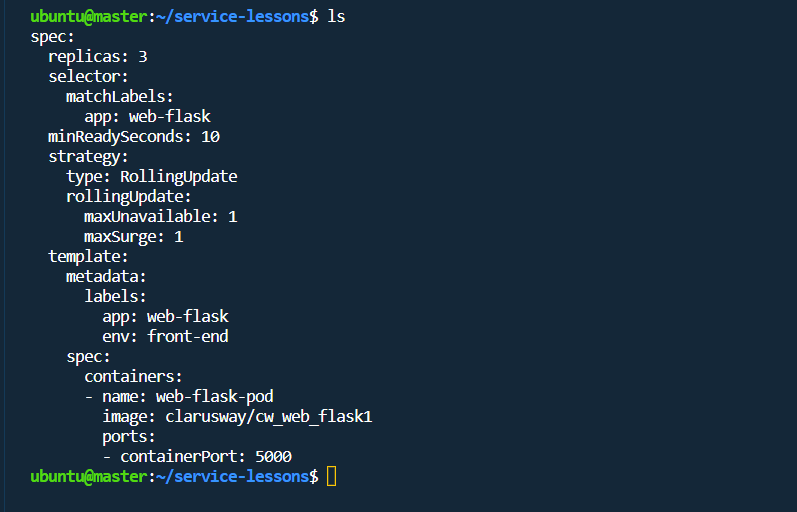 ubuntu@master:~/service-lessons$ ls
spec:
  replicas: 3
  selector:
    matchLabels:
      app: web-flask
  minReadySeconds: 10
  strategy:
    type: RollingUpdate
    rollingUpdate:
      maxUnavailable: 1
      maxSurge: 1
  template:
    metadata:
      labels:
        app: web-flask
        env: front-end
    spec:
      containers:
      - name: web-flask-pod
        image: clarusway/cw_web_flask1
        ports:
        - containerPort: 5000
ubuntu@master:~/service-lessons$